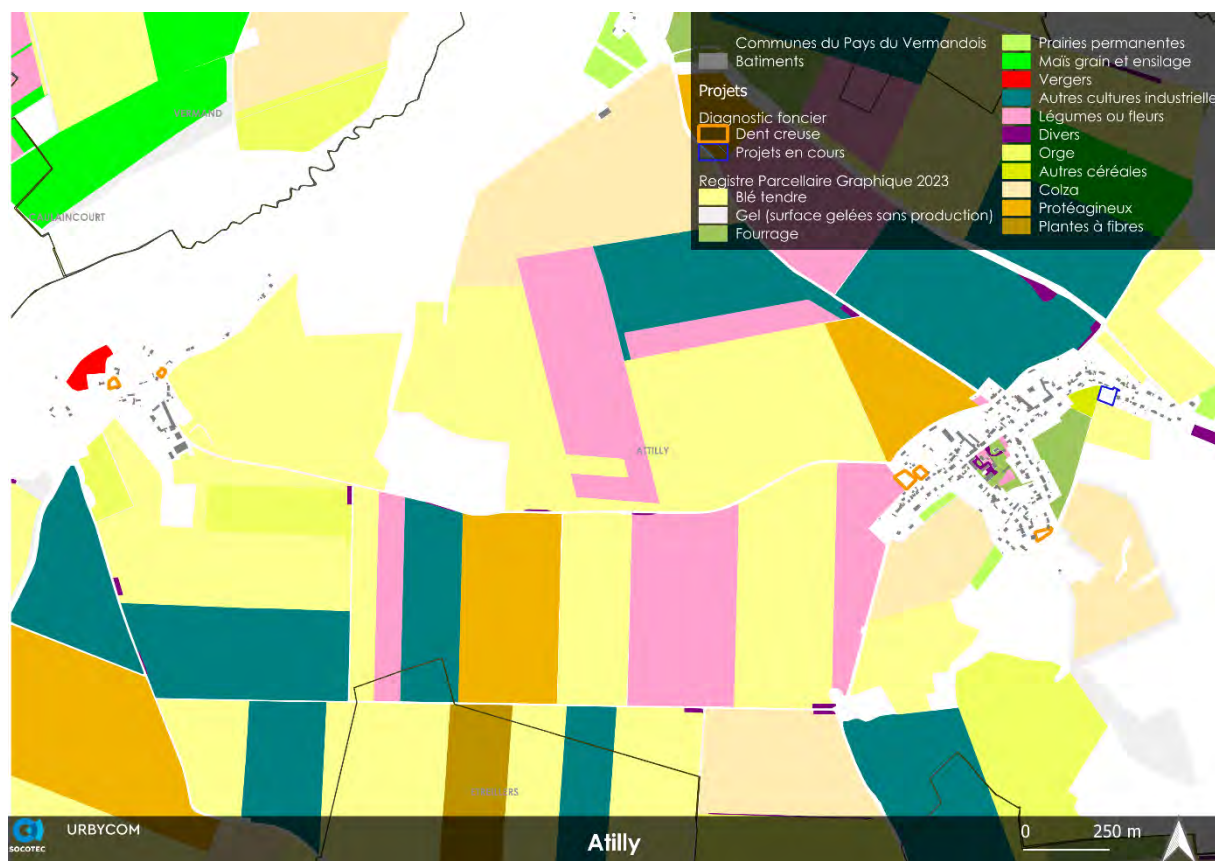 Communes du Pays du Vermandois
Batiments
Projets
Diagnostic foncier
Dent creuse
Projets en cours
Registre Parcellaire Graphique 2023
Blé tendre
Gel (surface gelées sans production)
Fourrage
Prairies permanentes
Maïs grain et ensilage
Vergers
Autres cultures industrielle
Légumes ou fleurs
Divers
Orge
Autres céréales
Colza
Protéagineux
Plantes à fibres
ATTILLY
SOCOTEC
URBYCOM
Atilly
0 250 m